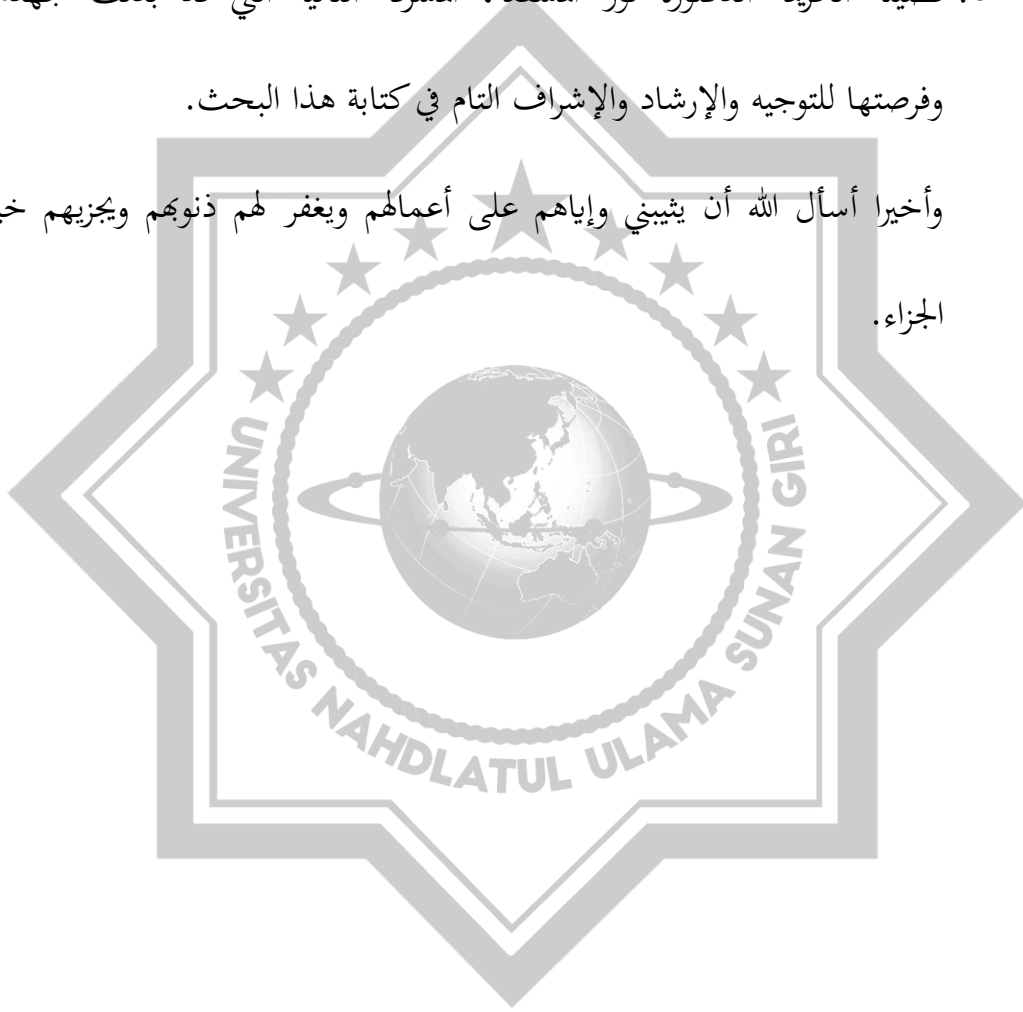 وفرصتها للتوجيه والإرشاد والإشراف التام في كتابة هذا البحث.
وأخيرا أسأل الله أن يثيبني وإياهم على أعمالهم ويغفر لهم ذنوبهم ويجزيهم
الجزاء.
UNIVERSITAS NAHDLATUL ULAMA SUNAN GIRI